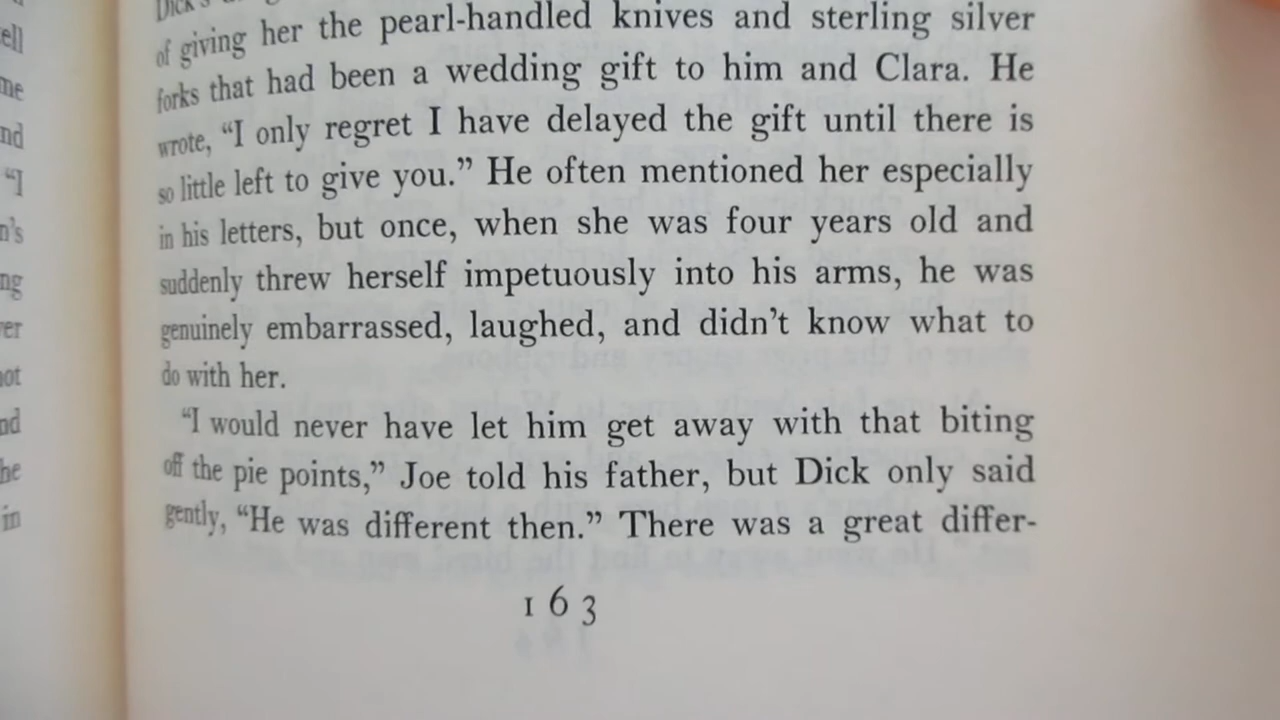 Dick's
of giving her the pearl-handled knives and sterling silver
forks that had been a wedding gift to him and Clara. He
wrote, “I only regret I have delayed the gift until there is
so little left to give you.” He often mentioned her especially
in his letters, but once, when she was four years old and
suddenly threw herself impetuously into his arms, he was
genuinely embarrassed, laughed, and didn’t know what to
do with her.
“I would never have let him get away with that biting
off the pie points,” Joe told his father, but Dick only said
gently, “He was different then.” There was a great differ-
163